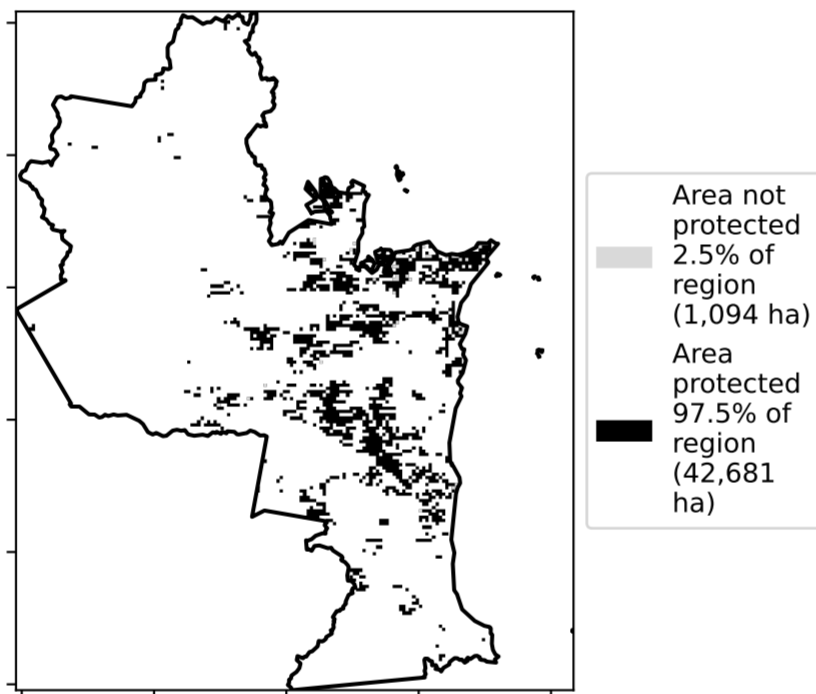 Area not
protected
2.5% of
region
(1,094 ha)
Area
protected
97.5% of
region
(42,681
ha)